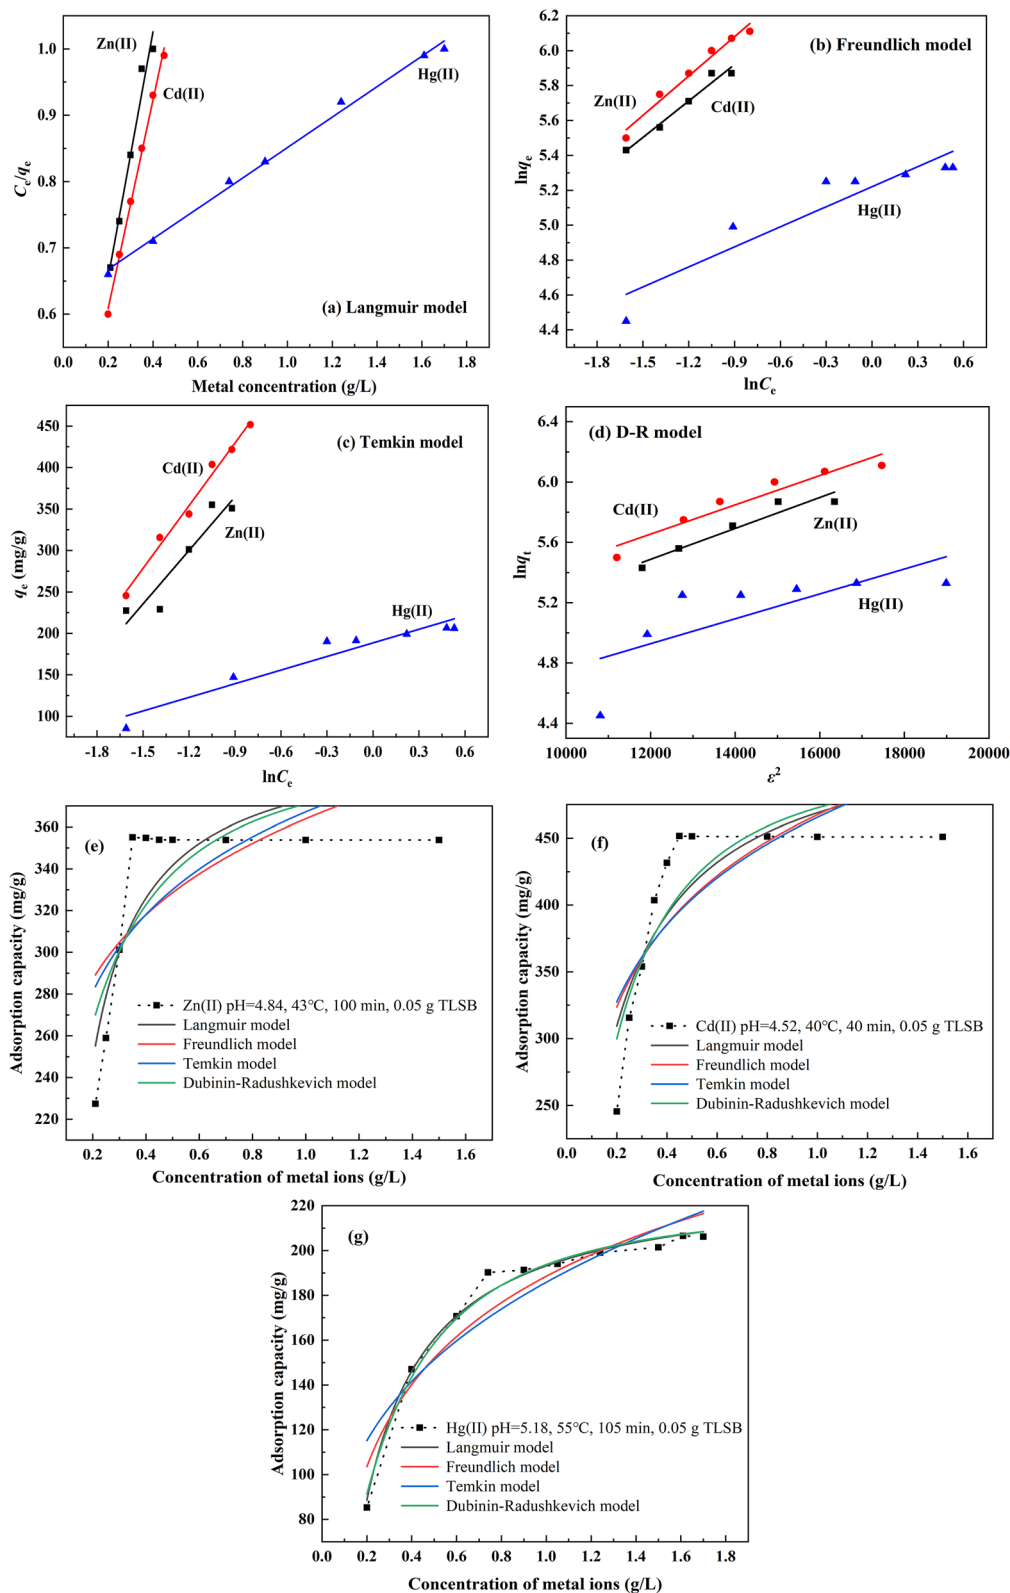 Zn(II)
Cd(II)
Hg(II)
(a) Langmuir model
Ce/qe
1.0
0.9
0.8
0.7
0.6
0.0 0.2 0.4 0.6 0.8 1.0 1.2 1.4 1.6 1.8
Metal concentration (g/L)
(b) Freundlich model
Zn(II)
Cd(II)
Hg(II)
lnqe
6.2
6.0
5.8
5.6
5.4
5.2
5.0
4.8
4.6
4.4
-1.8 -1.5 -1.2 -0.9 -0.6 -0.3 0.0 0.3 0.6
lnCe
(c) Temkin model
Cd(II)
Zn(II)
Hg(II)
qe (mg/g)
450
400
350
300
250
200
150
100
-1.8 -1.5 -1.2 -0.9 -0.6 -0.3 0.0 0.3 0.6
lnCe
(d) D-R model
Cd(II)
Zn(II)
Hg(II)
lnqt
6.4
6.0
5.6
5.2
4.8
4.4
10000 12000 14000 16000 18000 20000
ε2
(e)
Adsorption capacity (mg/g)
360
340
320
300
280
260
240
220
Zn(II) pH=4.84, 43°C, 100 min, 0.05 g TLSB
Langmuir model
Freundlich model
Temkin model
Dubinin-Radushkevich model
0.2 0.4 0.6 0.8 1.0 1.2 1.4 1.6
Concentration of metal ions (g/L)
(f)
Adsorption capacity (mg/g)
450
400
350
300
250
Cd(II) pH=4.52, 40°C, 40 min, 0.05 g TLSB
Langmuir model
Freundlich model
Temkin model
Dubinin-Radushkevich model
0.0 0.2 0.4 0.6 0.8 1.0 1.2 1.4 1.6
Concentration of metal ions (g/L)
(g)
Adsorption capacity (mg/g)
220
200
180
160
140
120
100
80
Hg(II) pH=5.18, 55°C, 105 min, 0.05 g TLSB
Langmuir model
Freundlich model
Temkin model
Dubinin-Radushkevich model
0.0 0.2 0.4 0.6 0.8 1.0 1.2 1.4 1.6 1.8
Concentration of metal ions (g/L)